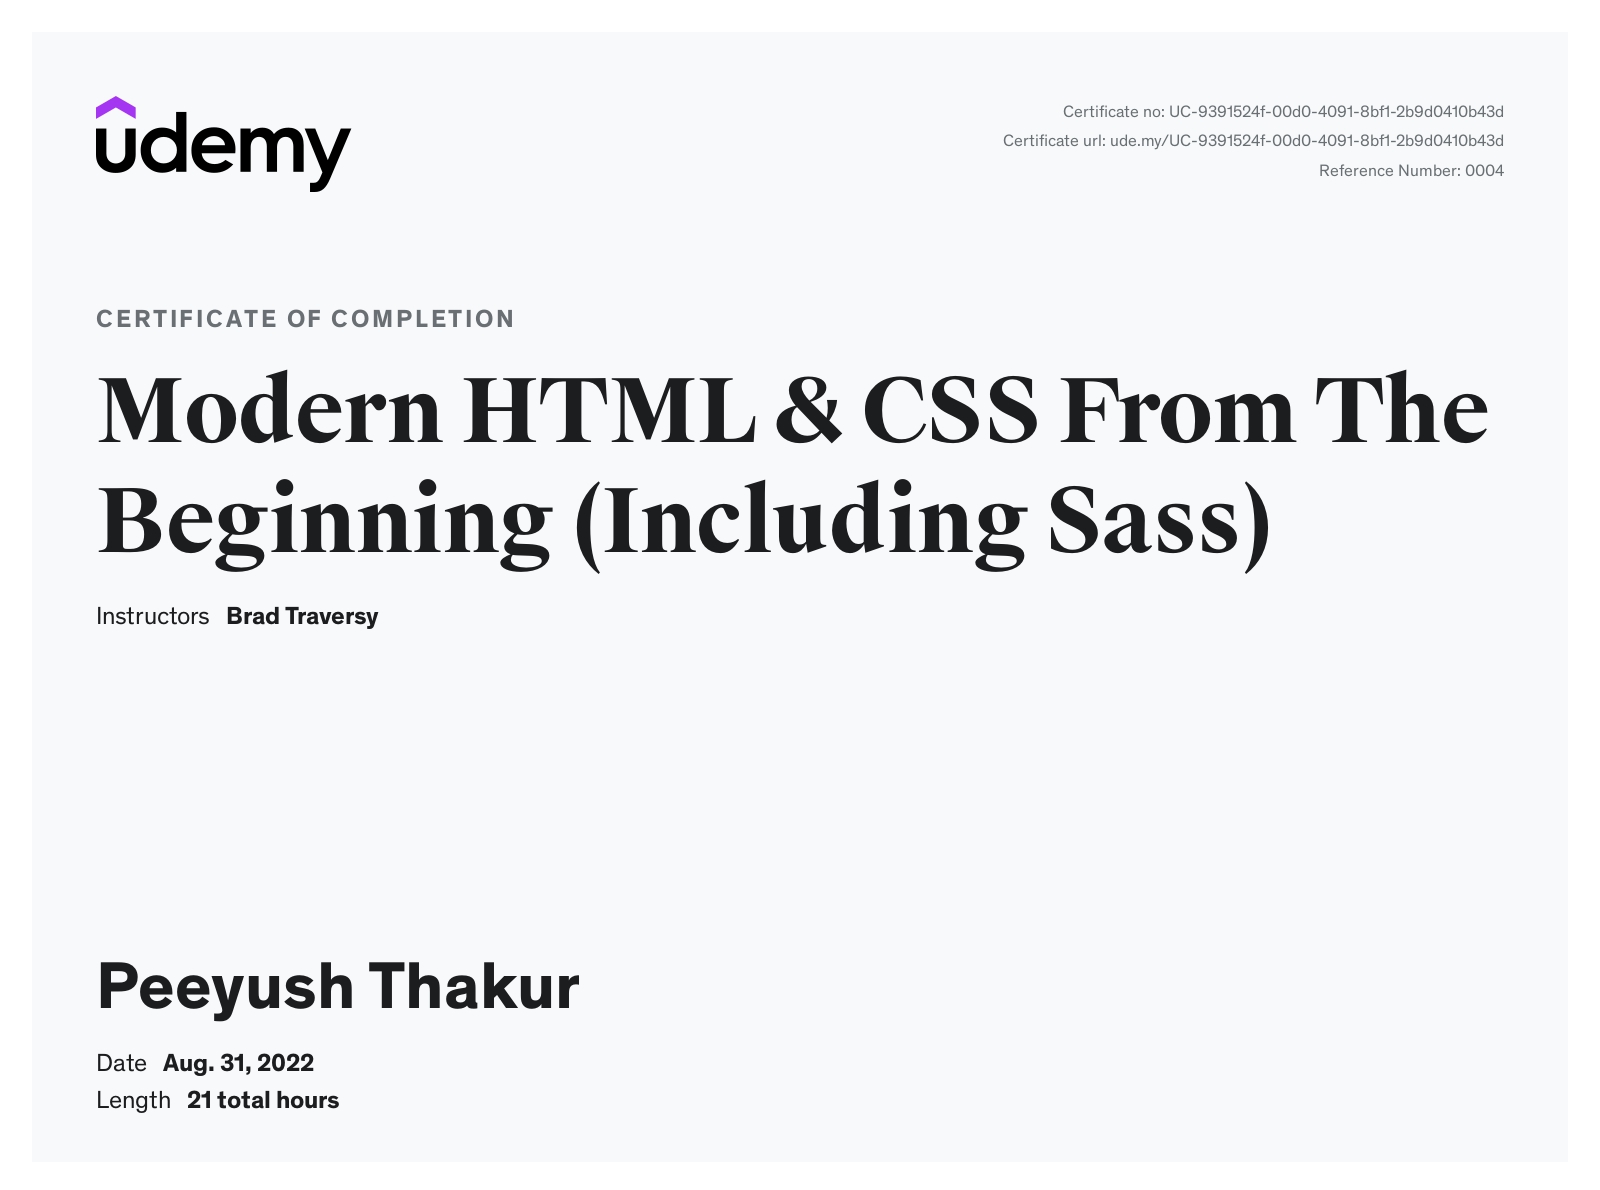 udemy
Certificate no: UC-9391524f-00d0-4091-8bf1-2b9d0410b43d
Certificate url: ude.my/UC-9391524f-00d0-4091-8bf1-2b9d0410b43d
Reference Number: 0004
CERTIFICATE OF COMPLETION
Modern HTML & CSS From The
Beginning (Including Sass)
Instructors Brad Traversy
Peeyush Thakur
Date Aug. 31, 2022
Length 21 total hours